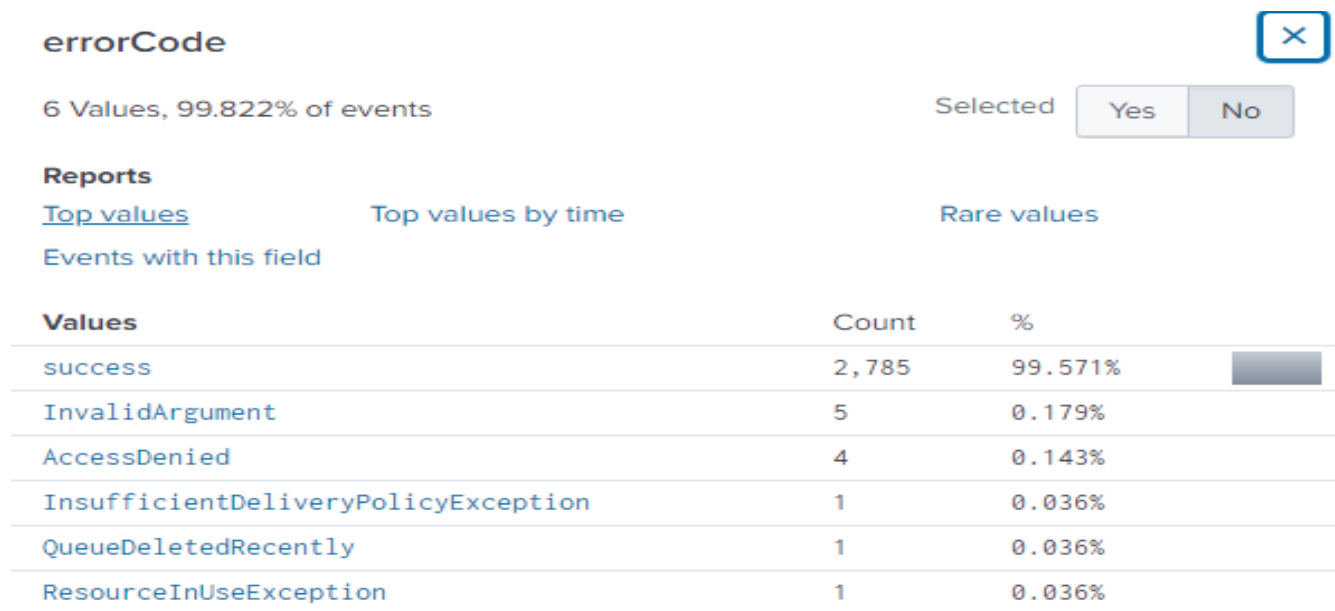 errorCode
6 Values, 99.822% of events
Selected Yes No
Reports
Top values Top values by time Rare values
Events with this field
Values Count %
success 2,785 99.571%
InvalidArgument 5 0.179%
AccessDenied 4 0.143%
InsufficientDeliveryPolicyException 1 0.036%
QueueDeletedRecently 1 0.036%
ResourceInUseException 1 0.036%